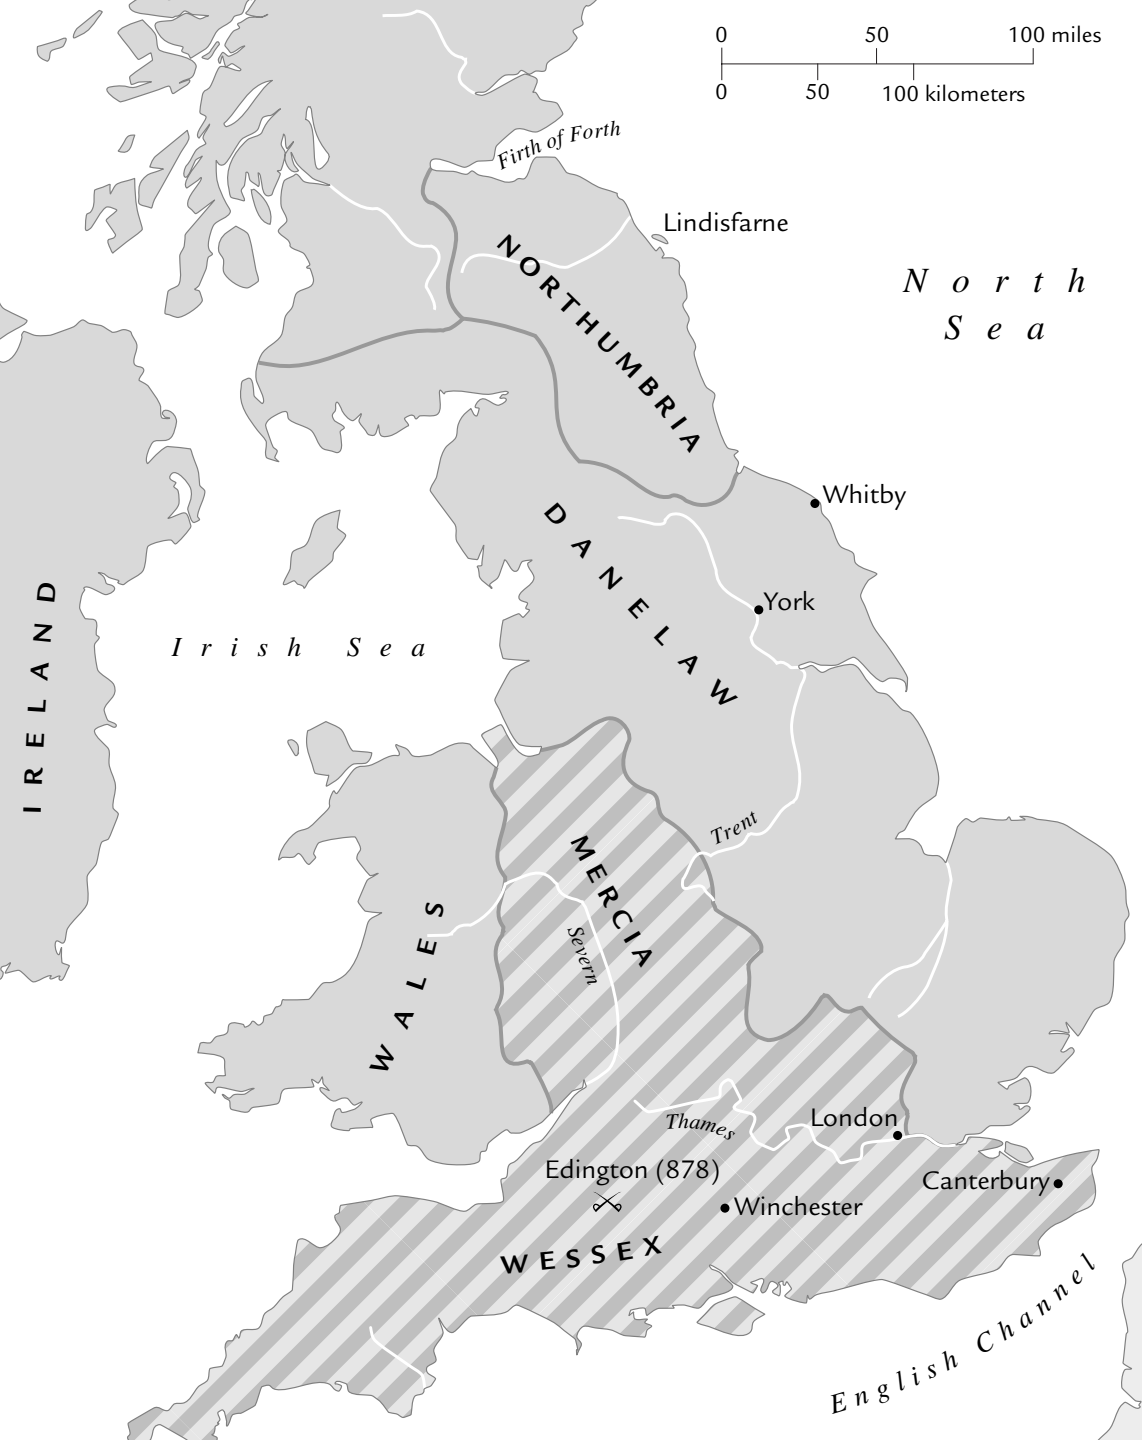 0 50 100 miles
0 50 100 kilometers
Firth of Forth
Lindisfarne
NORTHUMBRIA
North
Sea
Whitby
DANELAW
York
IRELAND
Irish Sea
Trent
MERCIA
WALES
Severn
London
Thames
Edington (878)
Canterbury
Winchester
WESSEX
English Channel